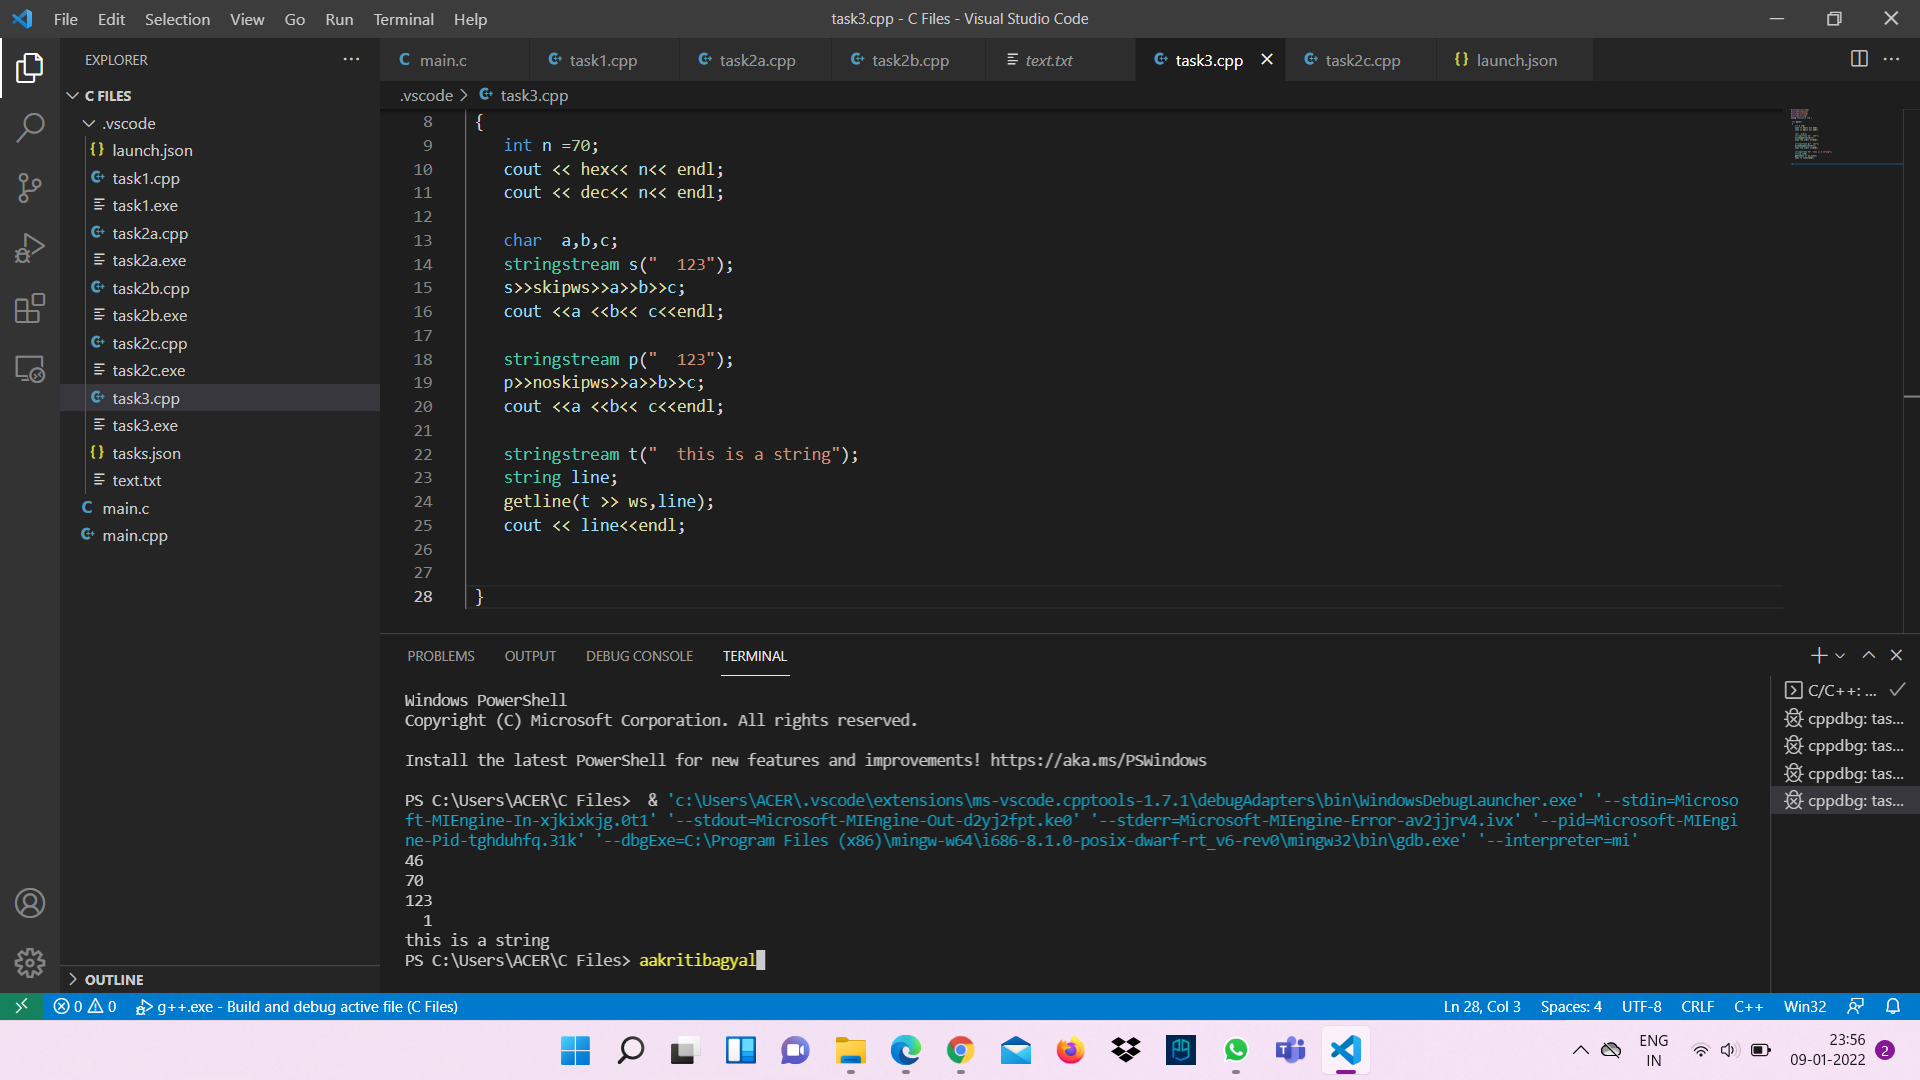 File Edit Selection View Go Run Terminal Help
task3.cpp - C Files - Visual Studio Code
EXPLORER
C FILES
.vscode
launch.json
task1.cpp
task1.exe
task2a.cpp
task2a.exe
task2b.cpp
task2b.exe
task2c.cpp
task2c.exe
task3.cpp
task3.exe
tasks.json
text.txt
main.c
main.cpp
OUTLINE
main.c task1.cpp task2a.cpp task2b.cpp text.txt task3.cpp task2c.cpp launch.json
.vscode > task3.cpp
8 {
9 int n =70;
10 cout << hex<< n<< endl;
11 cout << dec<< n<< endl;
12
13 char  a,b,c;
14 stringstream s("  123");
15 s>>skipws>>a>>b>>c;
16 cout <<a <<b<< c<<endl;
17
18 stringstream p("  123");
19 p>>noskipws>>a>>b>>c;
20 cout <<a <<b<< c<<endl;
21
22 stringstream t("  this is a string");
23 string line;
24 getline(t >> ws,line);
25 cout << line<<endl;
26
27
28 }
PROBLEMS OUTPUT DEBUG CONSOLE TERMINAL
Windows PowerShell
Copyright (C) Microsoft Corporation. All rights reserved.
Install the latest PowerShell for new features and improvements! https://aka.ms/PSWindows
PS C:\Users\ACER\C Files>  & 'c:\Users\ACER\.vscode\extensions\ms-vscode.cpptools-1.7.1\debugAdapters\bin\WindowsDebugLauncher.exe' '--stdin=Microso
ft-MIEngine-In-xjkixkjg.0t1' '--stdout=Microsoft-MIEngine-Out-d2yj2fpt.ke0' '--stderr=Microsoft-MIEngine-Error-av2jjrv4.ivx' '--pid=Microsoft-MIEngi
ne-Pid-tghduhfq.31k' '--dbgExe=C:\Program Files (x86)\mingw-w64\i686-8.1.0-posix-dwarf-rt_v6-rev0\mingw32\bin\gdb.exe' '--interpreter=mi'
46
70
123
  1
this is a string
PS C:\Users\ACER\C Files> aakritibagyal
C/C++: ...
cppdbg: tas...
cppdbg: tas...
cppdbg: tas...
cppdbg: tas...
0 0 g++.exe - Build and debug active file (C Files)
Ln 28, Col 3 Spaces: 4 UTF-8 CRLF C++ Win32
ENG
IN
23:56
09-01-2022
2